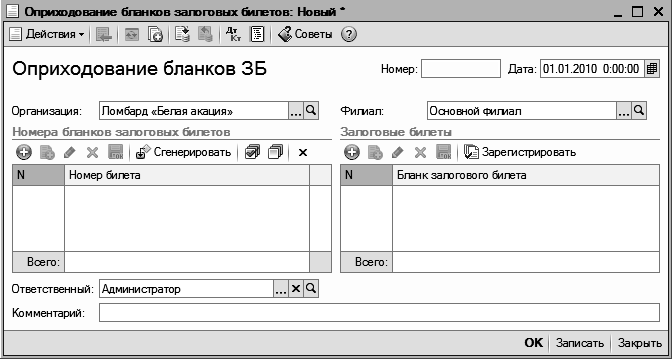 Оприходование бланков залоговых билетов: Новый *
Действия Дт Кт Советы
Оприходование бланков ЗБ Номер: Дата: 01.01.2010 0:00:00
Организация: Ломбард «Белая акация» ... Филиал: Основной филиал ...
Номера бланков залоговых билетов Залоговые билеты
Сгенерировать Зарегистрировать
N Номер билета N Бланк залогового билета
Всего: Всего:
Ответственный: Администратор ...
Комментарий:
OK Записать Закрыть